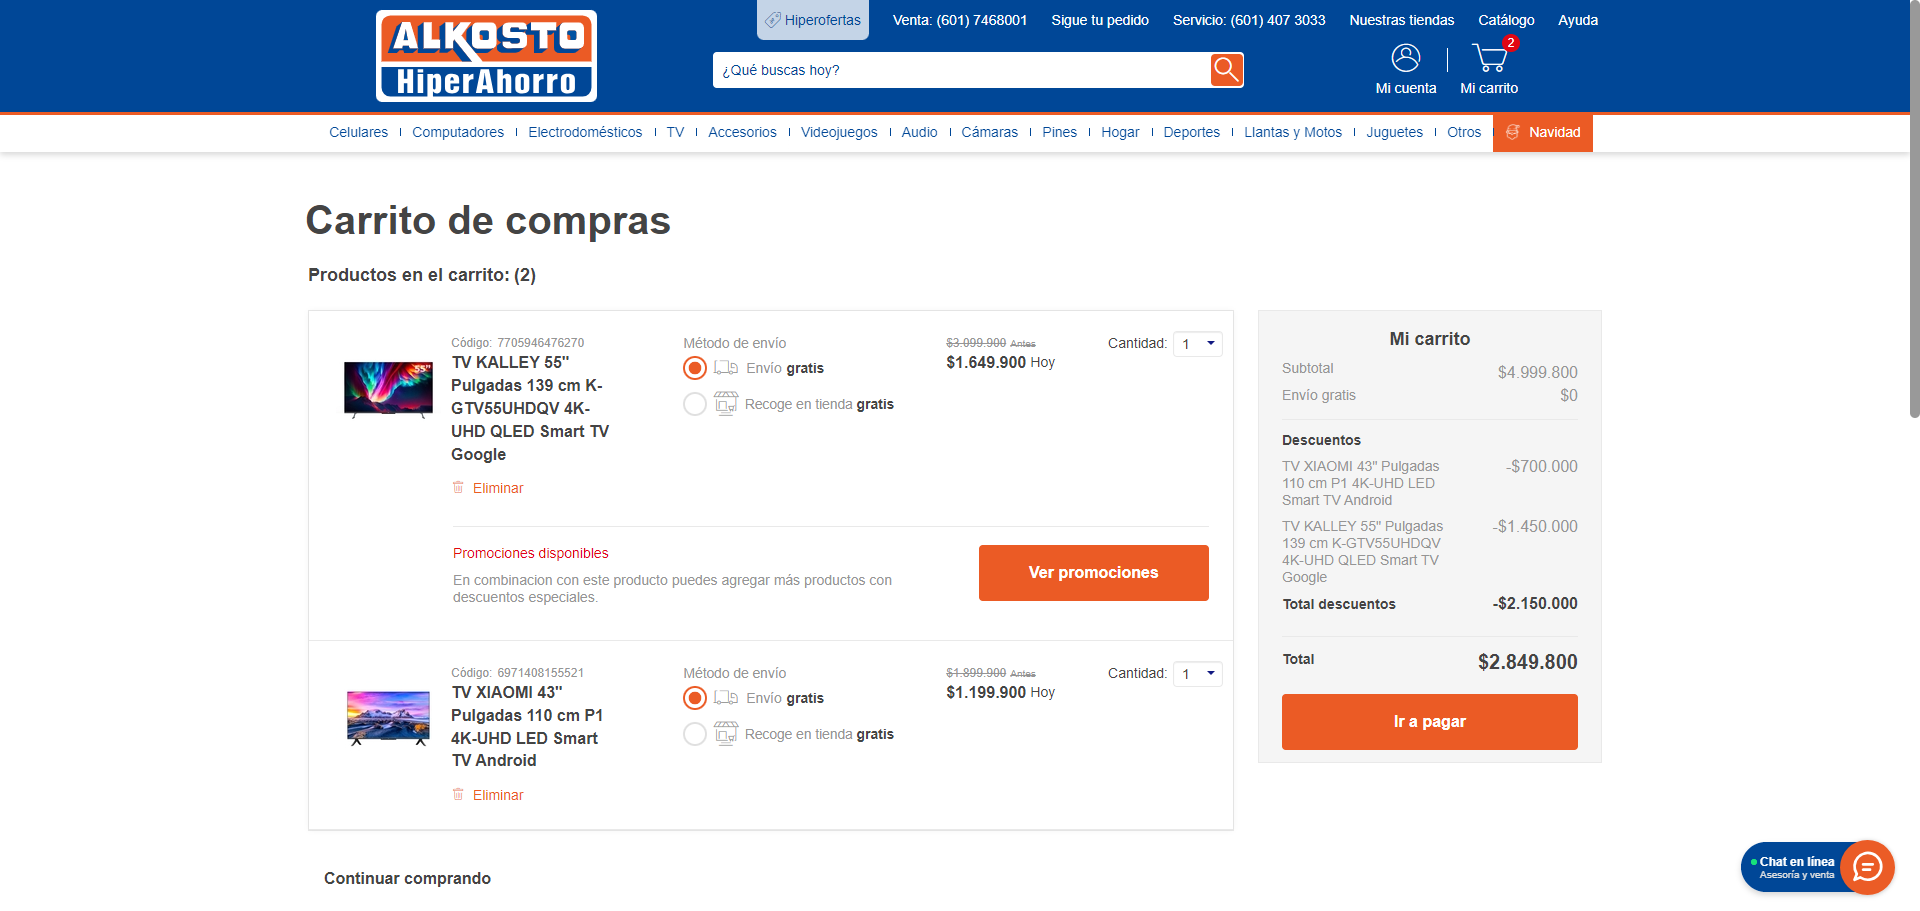 ALKOSTO
HiperAhorro
Hiperofertas
Venta: (601) 7468001
Sigue tu pedido
Servicio: (601) 407 3033
Nuestras tiendas
Catálogo
Ayuda
¿Qué buscas hoy?
Mi cuenta
2
Mi carrito
Celulares
Computadores
Electrodomésticos
TV
Accesorios
Videojuegos
Audio
Cámaras
Pines
Hogar
Deportes
Llantas y Motos
Juguetes
Otros
Navidad
Carrito de compras
Productos en el carrito: (2)
55"
Código: 7705946476270
TV KALLEY 55"
Pulgadas 139 cm K-
GTV55UHDQV 4K-
UHD QLED Smart TV
Google
Eliminar
Método de envío
Envío gratis
Recoge en tienda gratis
$3.099.900 Antes
$1.649.900 Hoy
Cantidad: 1
Promociones disponibles
En combinacion con este producto puedes agregar más productos con
descuentos especiales.
Ver promociones
Código: 6971408155521
TV XIAOMI 43"
Pulgadas 110 cm P1
4K-UHD LED Smart
TV Android
Eliminar
Método de envío
Envío gratis
Recoge en tienda gratis
$1.899.900 Antes
$1.199.900 Hoy
Cantidad: 1
Mi carrito
Subtotal $4.999.800
Envío gratis $0
Descuentos
TV XIAOMI 43" Pulgadas -$700.000
110 cm P1 4K-UHD LED
Smart TV Android
TV KALLEY 55" Pulgadas -$1.450.000
139 cm K-GTV55UHDQV
4K-UHD QLED Smart TV
Google
Total descuentos -$2.150.000
Total $2.849.800
Ir a pagar
Continuar comprando
Chat en línea
Asesoría y venta